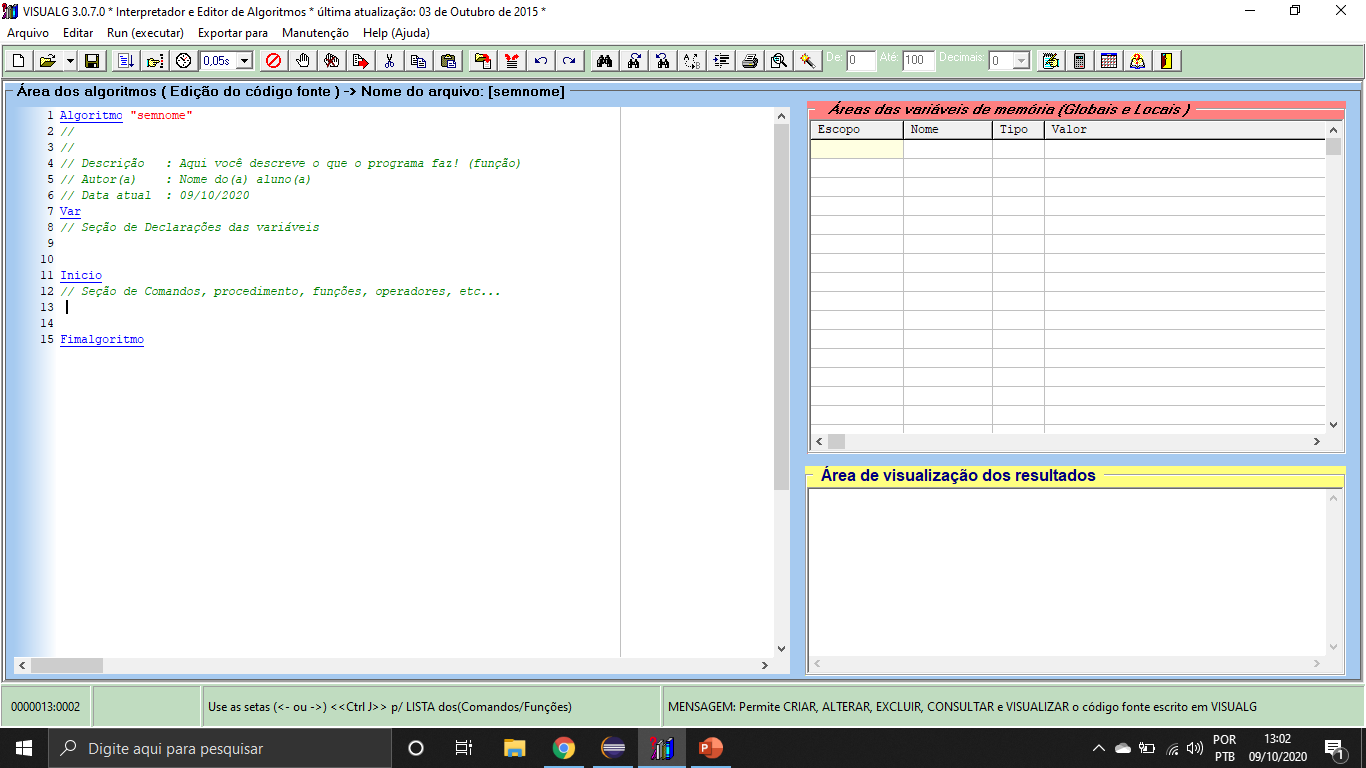 VISUALG 3.0.7.0 * Interpretador e Editor de Algoritmos * última atualização: 03 de Outubro de 2015 *
Arquivo Editar Run (executar) Exportar para Manutenção Help (Ajuda)
0,05s De: 0 Até: 100 Decimais: 0
Área dos algoritmos ( Edição do código fonte ) -> Nome do arquivo: [semnome]
1 Algoritmo "semnome"
2 //
3 //
4 // Descrição : Aqui você descreve o que o programa faz! (função)
5 // Autor(a) : Nome do(a) aluno(a)
6 // Data atual : 09/10/2020
7 Var
8 // Seção de Declarações das variáveis
9
10
11 Inicio
12 // Seção de Comandos, procedimento, funções, operadores, etc...
13
14
15 Fimalgoritmo
Áreas das variáveis de memória (Globais e Locais )
Escopo Nome Tipo Valor
Área de visualização dos resultados
0000013:0002 Use as setas (<- ou ->) <<Ctrl J>> p/ LISTA dos(Comandos/Funções) MENSAGEM: Permite CRIAR, ALTERAR, EXCLUIR, CONSULTAR e VISUALIZAR o código fonte escrito em VISUALG
Digite aqui para pesquisar
POR
PTB
13:02
09/10/2020
1